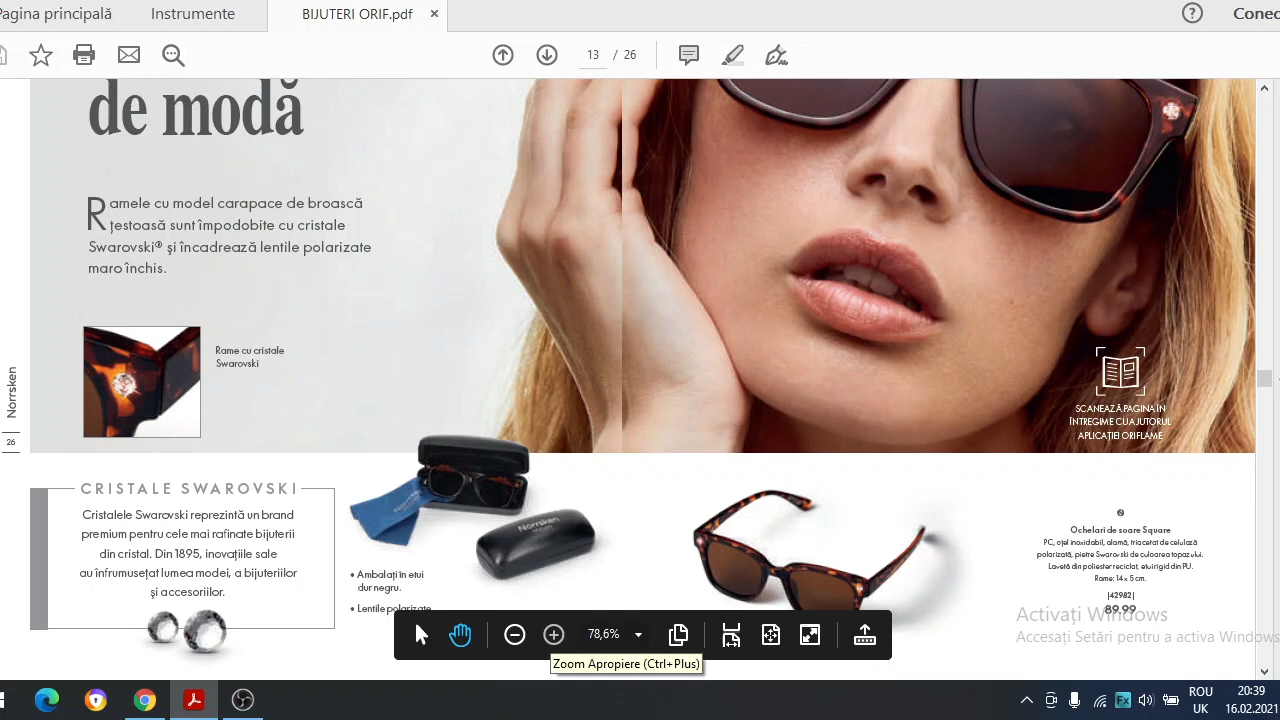 Pagina principală
Instrumente
BIJUTERI ORIF.pdf
×
Conec
13 / 26
de modă
Ramele cu model carapace de broască
țestoasă sunt împodobite cu cristale
Swarovski® și încadrează lentile polarizate
maro închis.
Rame cu cristale
Swarovski
Norrsken
26
SCANEAZĂ PAGINA ÎN
ÎNTREGIME CU AJUTORUL
APLICAȚIEI ORIFLAME
CRISTALE SWAROVSKI
Cristalele Swarovski reprezintă un brand
premium pentru cele mai rafinate bijuterii
din cristal. Din 1895, inovațiile sale
au înfrumusețat lumea modei, a bijuteriilor
și accesoriilor.
Norrsken
• Ambalați în etui
dur negru.
• Lentile polarizate
Ochelari de soare Square
PC, oțel inoxidabil, alamă, triacetat de celuloză
polarizată, pietre Swarovski de culoarea topazului.
Lavetă din poliester reciclat, etui rigid din PU.
Rame: 14 x 5 cm.
|42982|
89,99
Activați Windows
Accesați Setări pentru a activa Windows
78,6%
Zoom Apropiere (Ctrl+Plus)
Fx
ROU
UK
20:39
16.02.2021